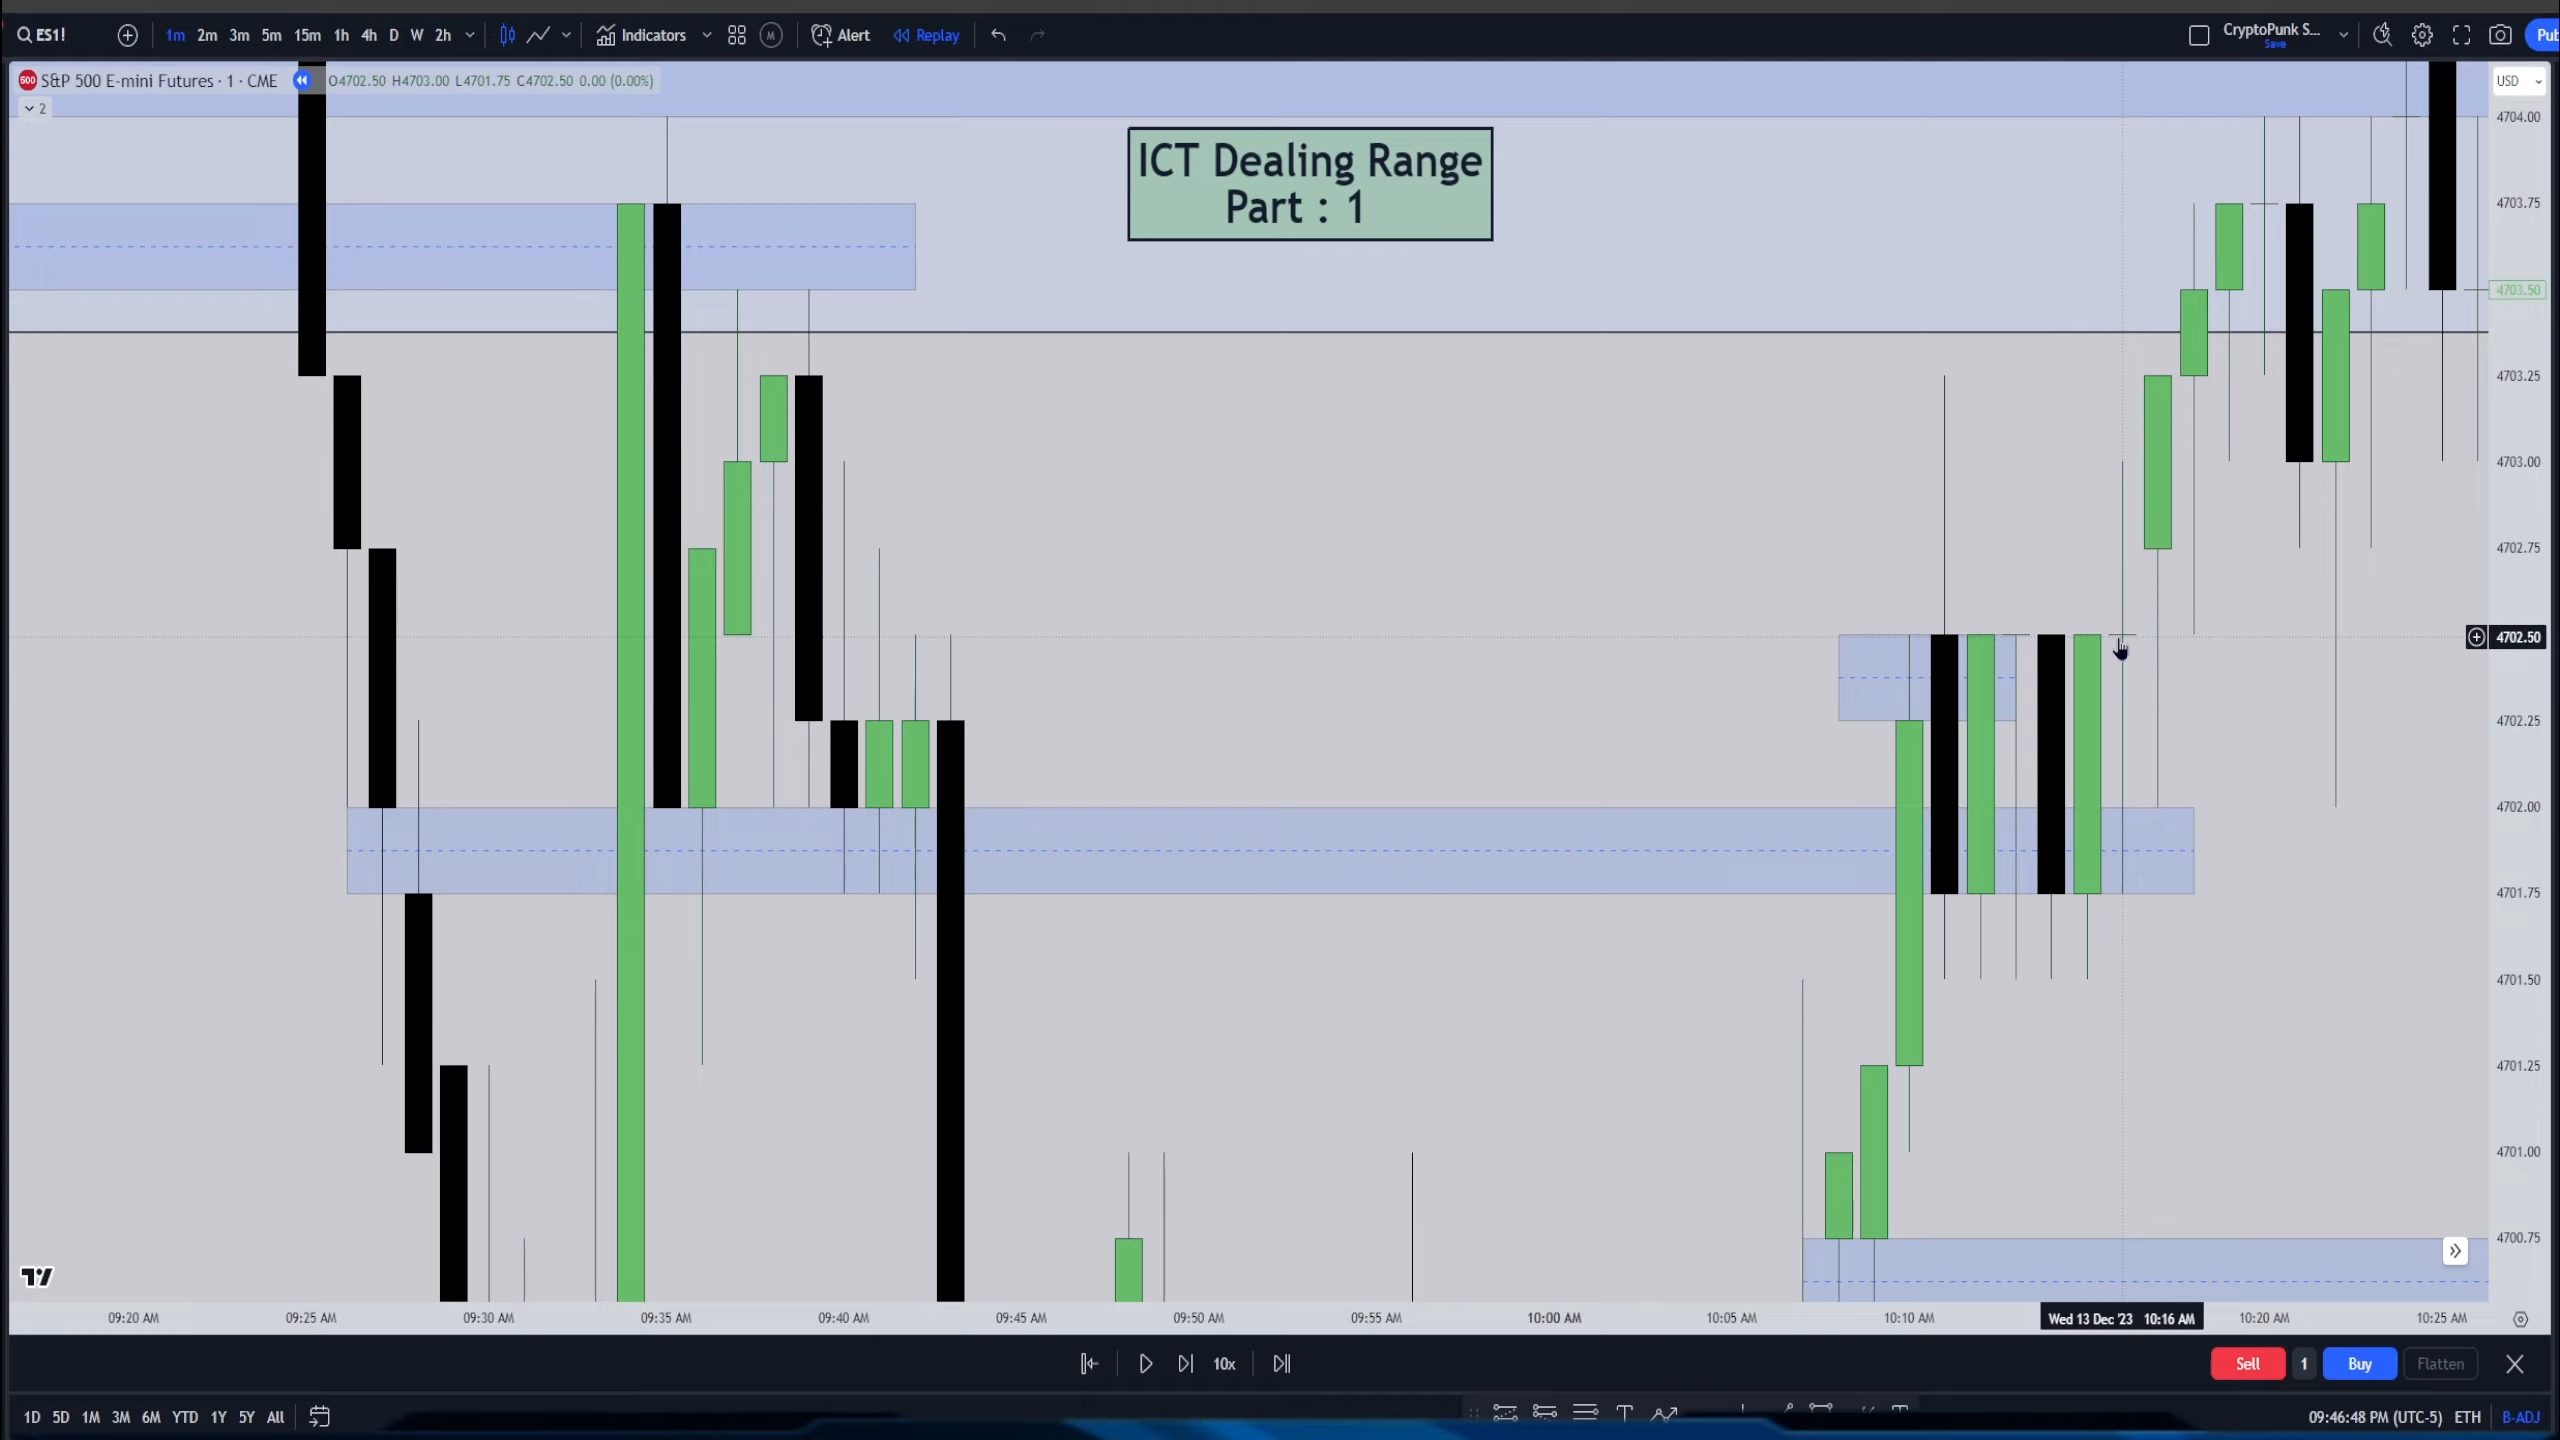 ES1! 1m 2m 3m 5m 15m 1h 4h D W 2h Indicators M Alert Replay CryptoPunk S... Pub
Save
500 S&P 500 E-mini Futures · 1 · CME O4702.50 H4703.00 L4701.75 C4702.50 0.00 (0.00%) USD
2
4704.00
ICT Dealing Range
Part : 1
4703.75
4703.50
4703.25
4703.00
4702.75
4702.50
4702.25
4702.00
4701.75
4701.50
4701.25
4701.00
4700.75
09:20 AM 09:25 AM 09:30 AM 09:35 AM 09:40 AM 09:45 AM 09:50 AM 09:55 AM 10:00 AM 10:05 AM 10:10 AM Wed 13 Dec '23 10:16 AM 10:20 AM 10:25 AM
10x Sell 1 Buy Flatten
1D 5D 1M 3M 6M YTD 1Y 5Y All 09:46:48 PM (UTC-5) ETH B-ADJ